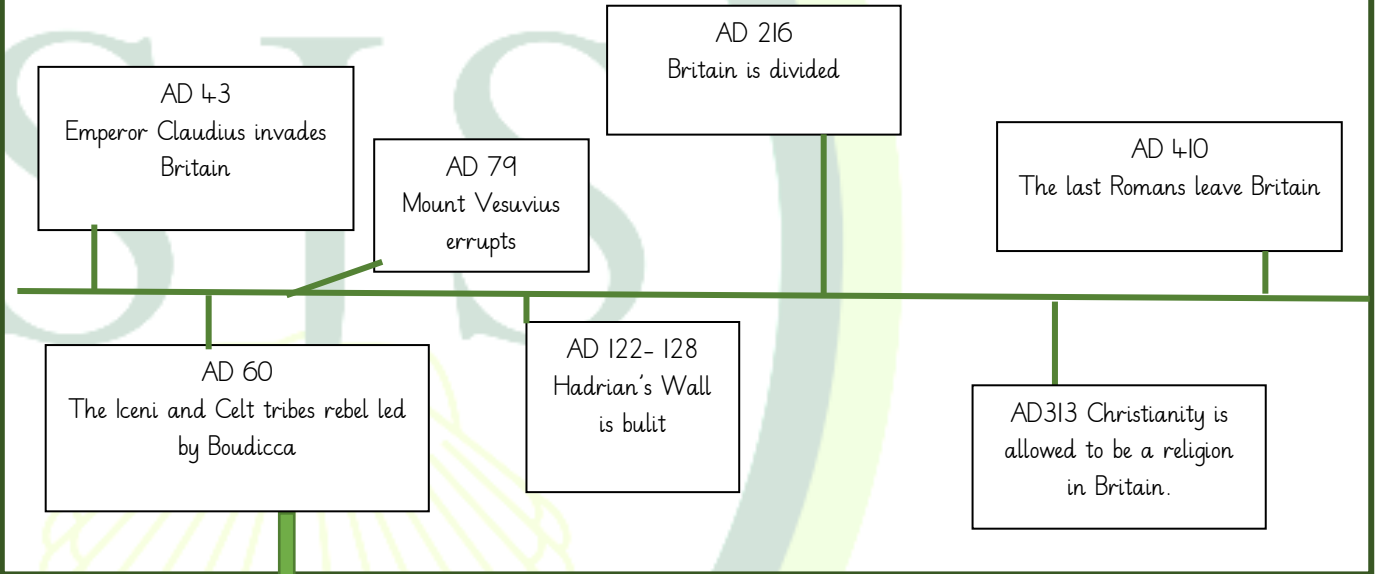 AD 43
Emperor Claudius invades
Britain
AD 60
The Iceni and Celt tribes rebel led
by Boudicca
AD 79
Mount Vesuvius
errupts
AD 122- 128
Hadrian's Wall
is bulit
AD 216
Britain is divided
AD313 Christianity is
allowed to be a religion
in Britain.
AD 410
The last Romans leave Britain
SIS